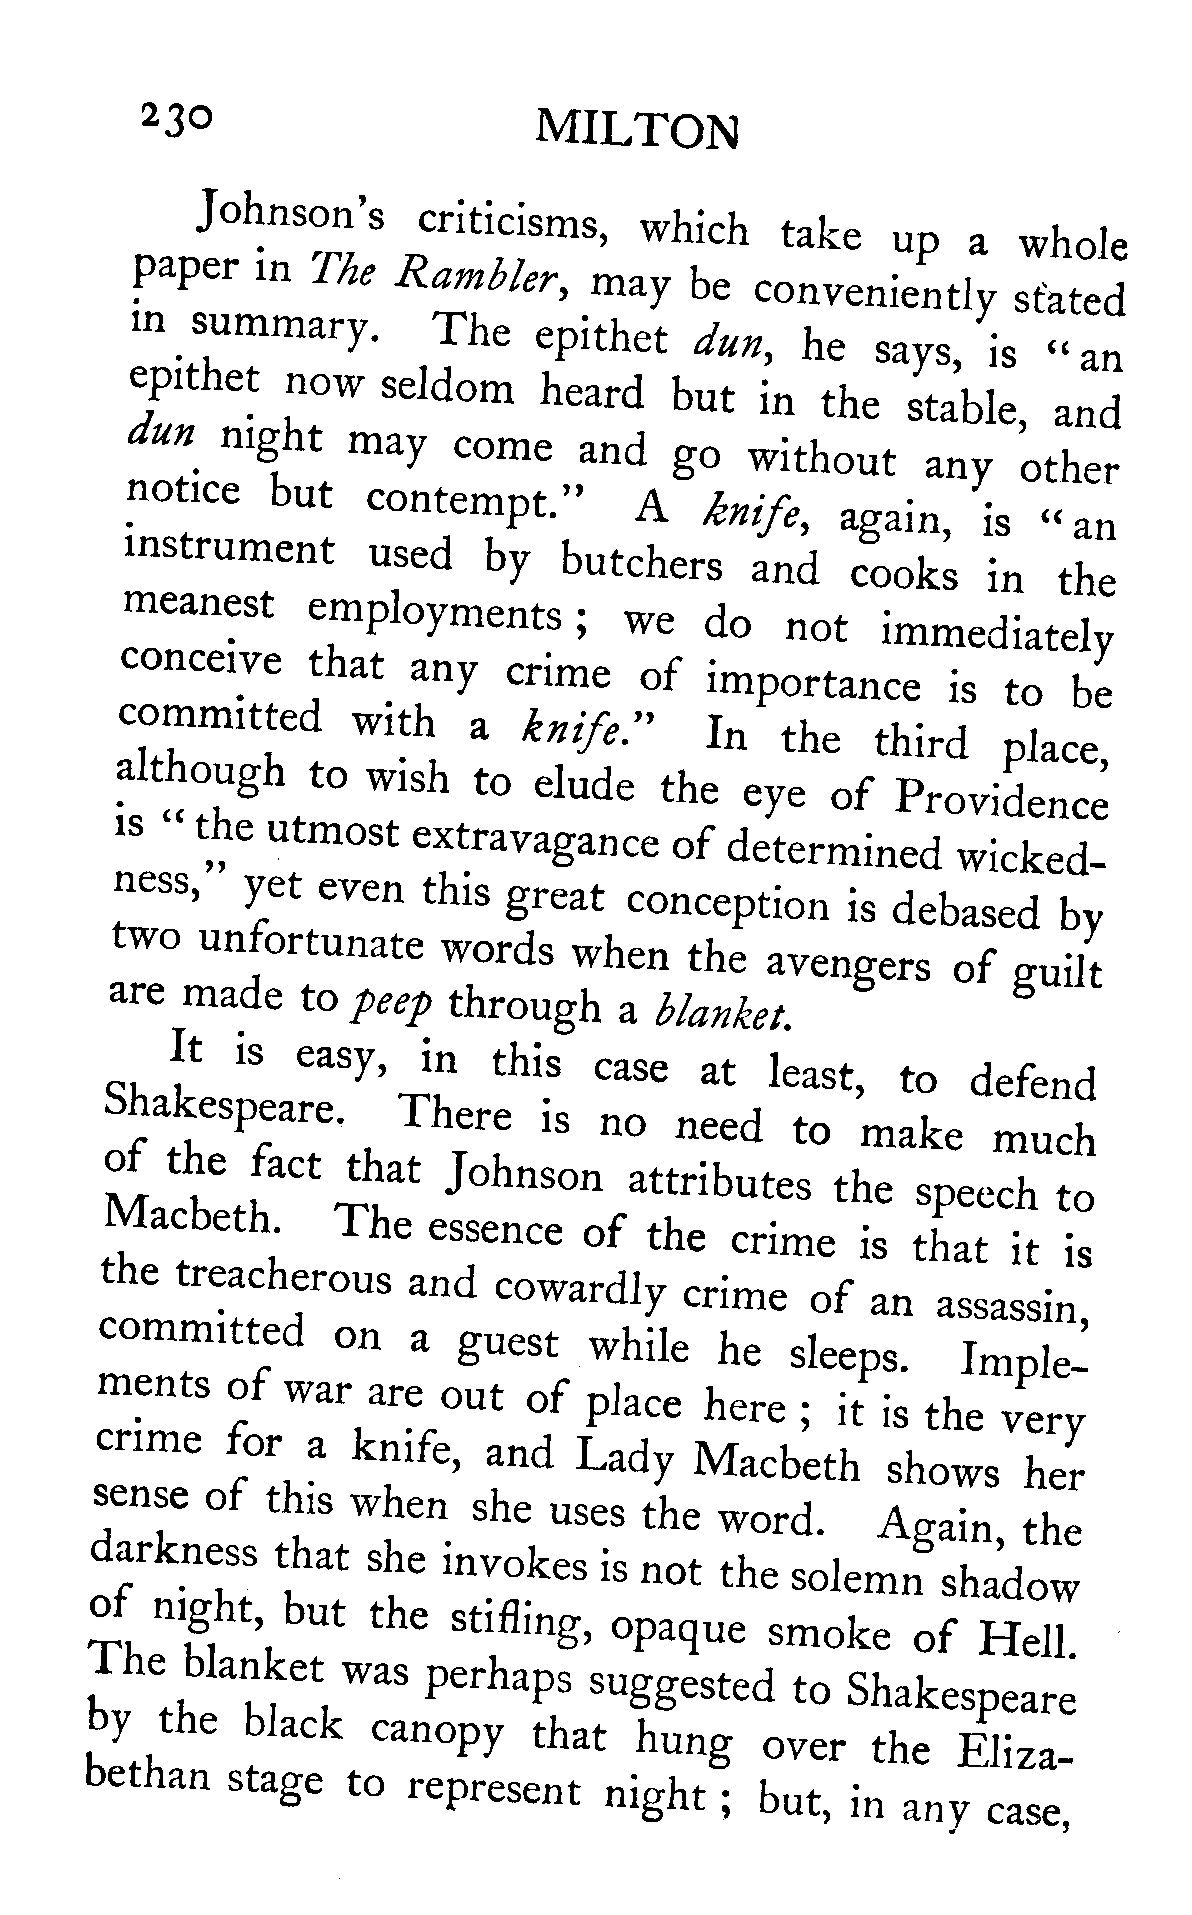 230 MILTON
Johnson's criticisms, which take up a whole
paper in The Rambler, may be conveniently stated
in summary. The epithet dun, he says, is “ an
epithet now seldom heard but in the stable, and
dun night may come and go without any other
notice but contempt.” A knife, again, is “ an
instrument used by butchers and cooks in the
meanest employments ; we do not immediately
conceive that any crime of importance is to be
committed with a knife.” In the third place,
although to wish to elude the eye of Providence
is “ the utmost extravagance of determined wicked-
ness,” yet even this great conception is debased by
two unfortunate words when the avengers of guilt
are made to peep through a blanket.
It is easy, in this case at least, to defend
Shakespeare. There is no need to make much
of the fact that Johnson attributes the speech to
Macbeth. The essence of the crime is that it is
the treacherous and cowardly crime of an assassin,
committed on a guest while he sleeps. Imple-
ments of war are out of place here ; it is the very
crime for a knife, and Lady Macbeth shows her
sense of this when she uses the word. Again, the
darkness that she invokes is not the solemn shadow
of night, but the stifling, opaque smoke of Hell.
The blanket was perhaps suggested to Shakespeare
by the black canopy that hung over the Eliza-
bethan stage to represent night ; but, in any case,